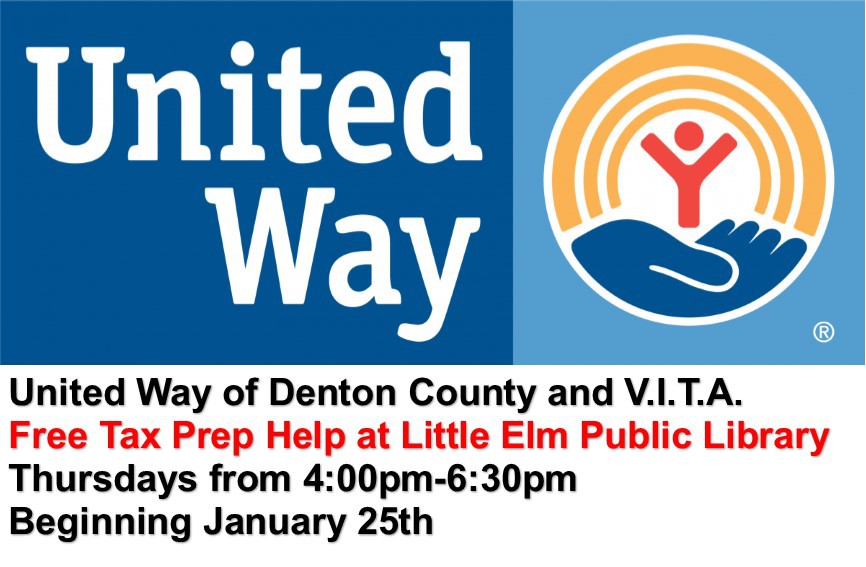 United
Way
®
United Way of Denton County and V.I.T.A.
Free Tax Prep Help at Little Elm Public Library
Thursdays from 4:00pm-6:30pm
Beginning January 25th